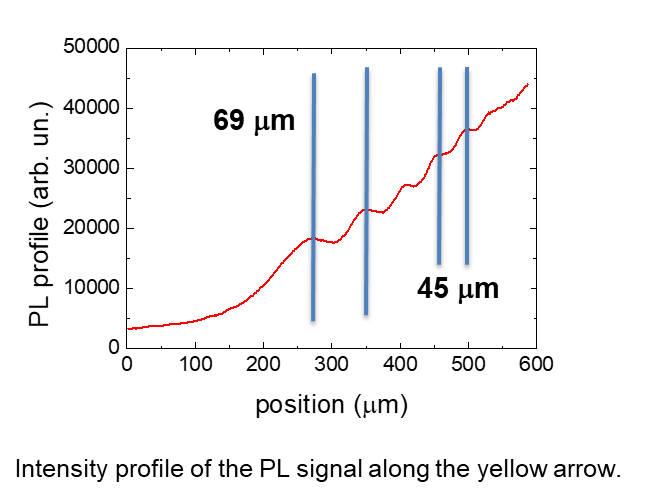 50000
40000
30000
20000
10000
0
PL profile (arb. un.)
69 μm
45 μm
0 100 200 300 400 500 600
position (μm)
Intensity profile of the PL signal along the yellow arrow.